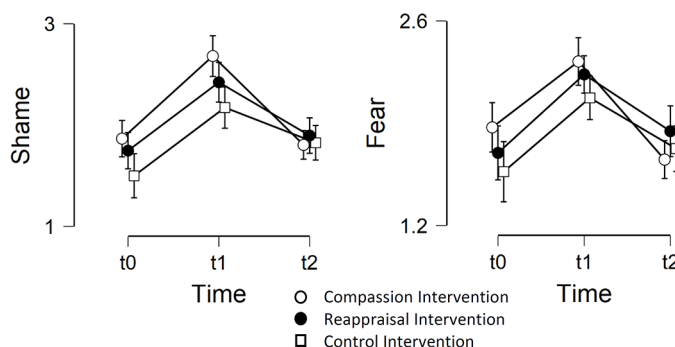 3
Shame
1
t0 t1 t2
Time
2.6
Fear
1.2
t0 t1 t2
Time
Compassion Intervention
Reappraisal Intervention
Control Intervention